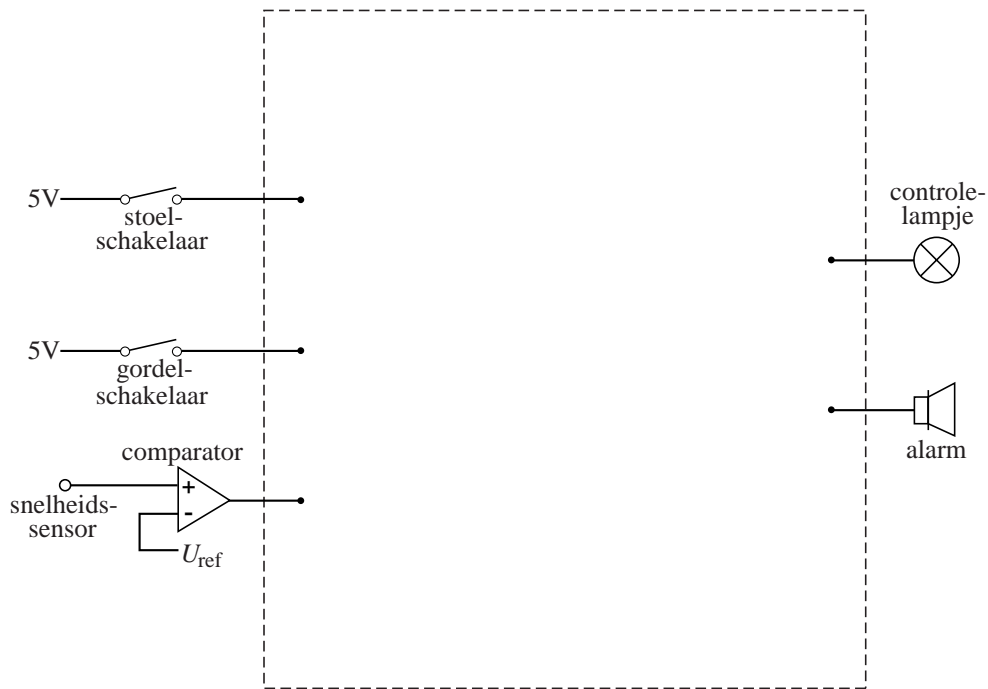 5V
stoel-
schakelaar
controle-
lampje
5V
gordel-
schakelaar
alarm
comparator
+
-
snelheids-
sensor
Uref